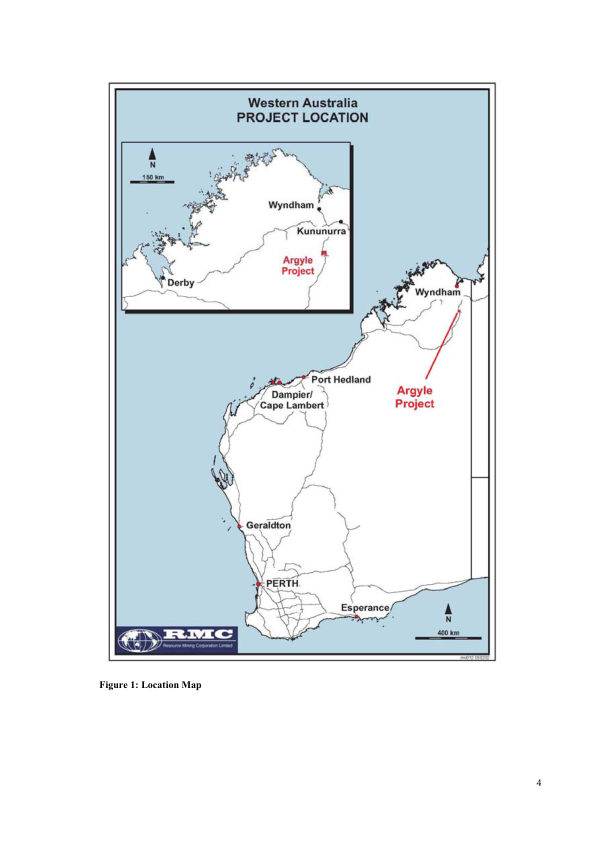 Western Australia
PROJECT LOCATION
N
150 km
Wyndham
Kununurra
Argyle
Project
Derby
Wyndham
Port Hedland
Dampier/
Cape Lambert
Argyle
Project
Geraldton
PERTH
Esperance
N
400 km
RMC
Resource Mining Corporation Limited
Figure 1: Location Map
4